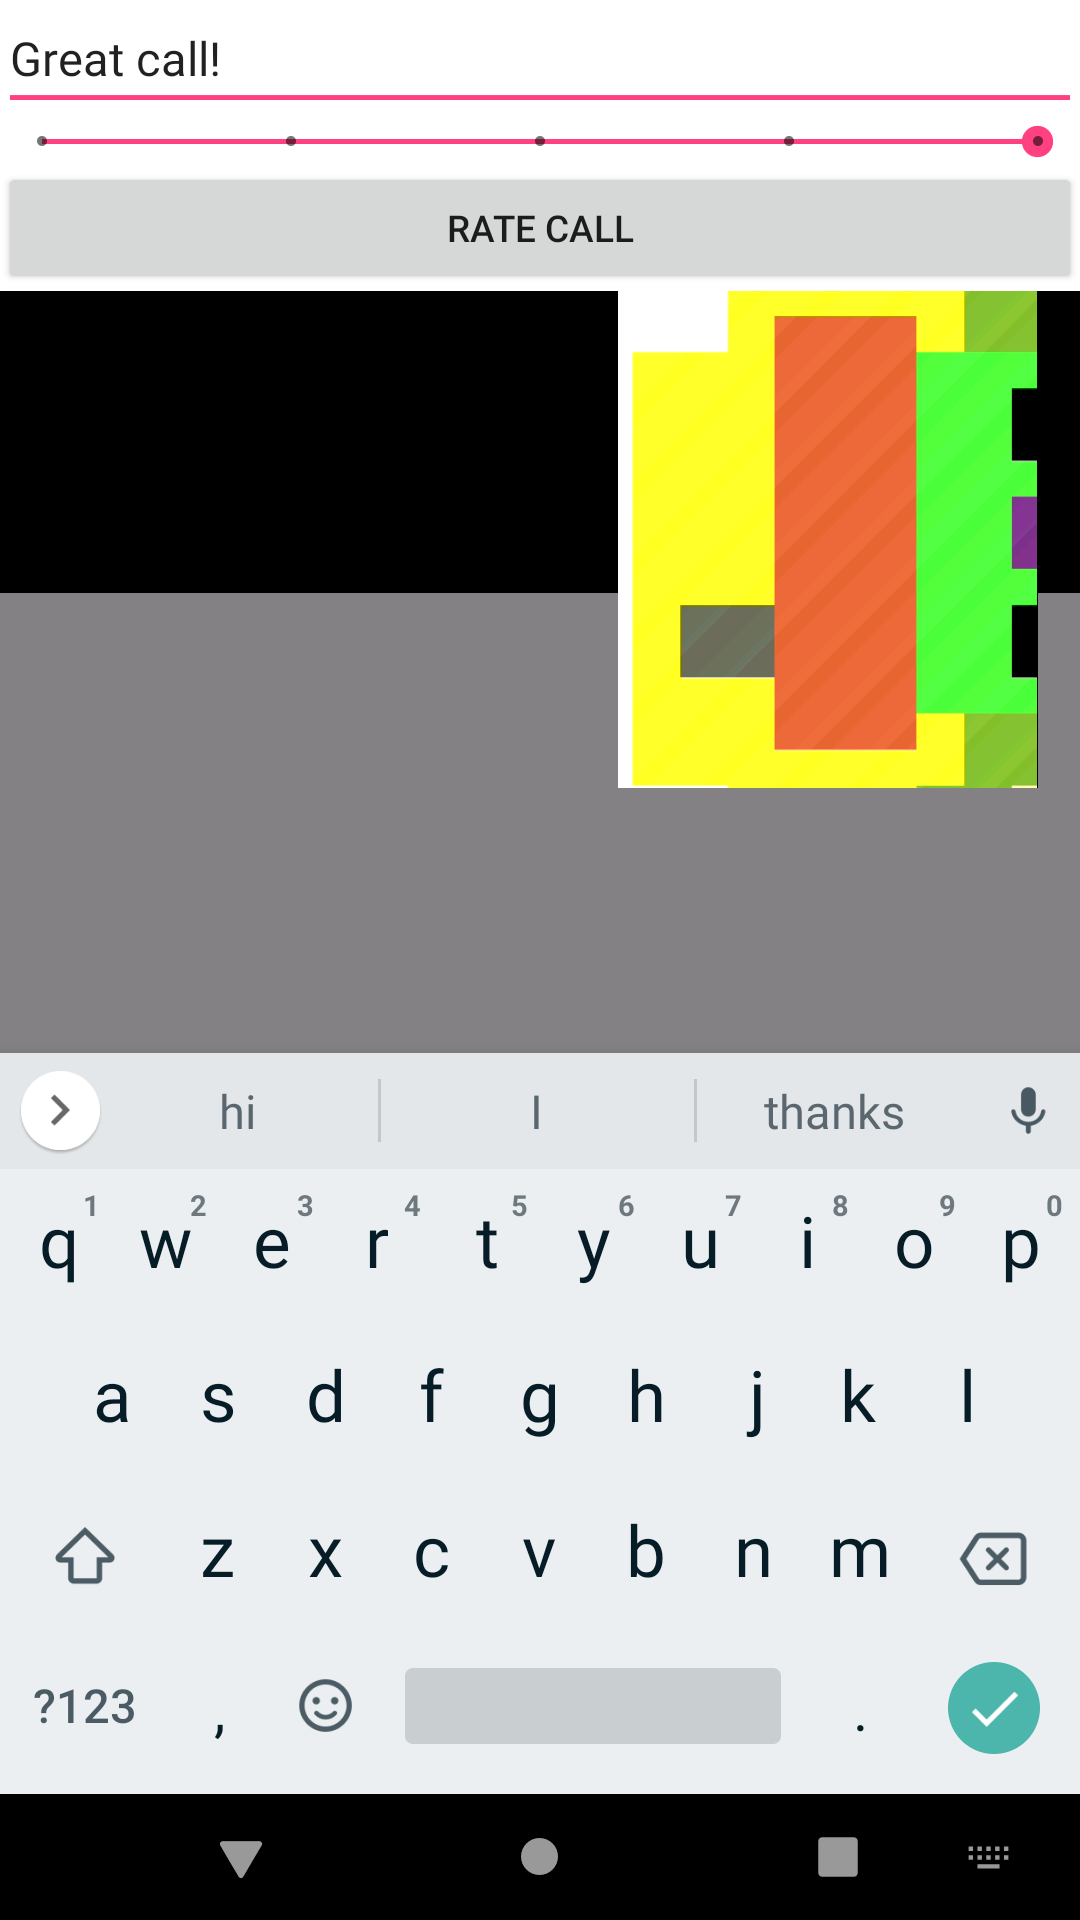 Great call!
RATE CALL
hi I thanks
1 2 3 4 5 6 7 8 9 0
q w e r t y u i o p
a s d f g h j k l
z x c v b n m
?123 , .